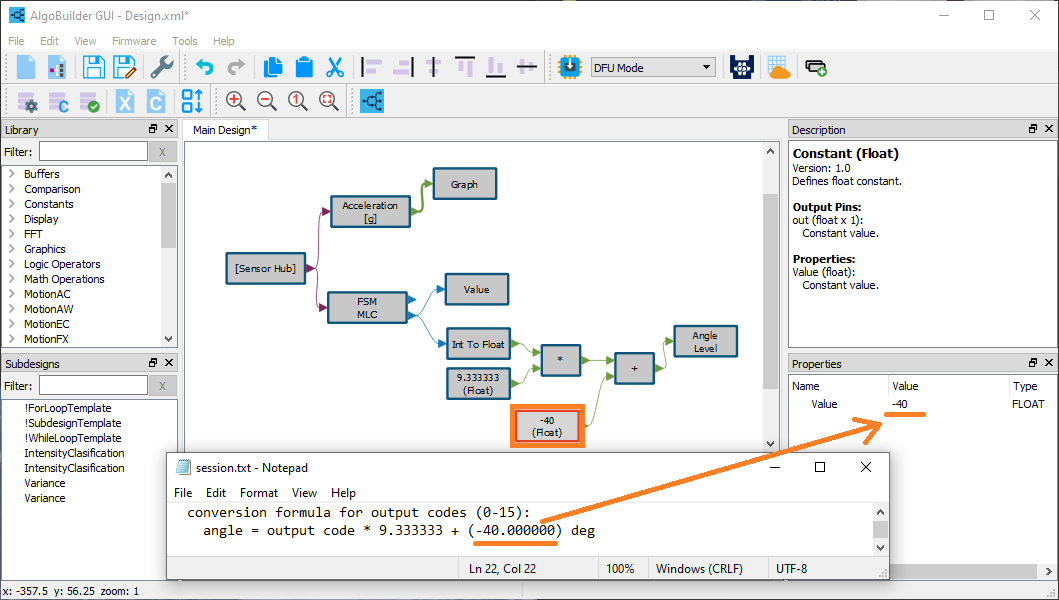 AlgoBuilder GUI - Design.xml*
File Edit View Firmware Tools Help
DFU Mode
Library
Filter: X
Buffers
Comparison
Constants
Display
FFT
Graphics
Logic Operators
Math Operations
MotionAC
MotionAW
MotionEC
MotionFX
Subdesigns
Filter: X
!ForLoopTemplate
!SubdesignTemplate
!WhileLoopTemplate
IntensityClasification
IntensityClasification
Variance
Variance
Main Design*
Graph
Acceleration
[g]
[Sensor Hub]
FSM
MLC
Value
Int To Float
9.333333
(Float)
*
-40
(Float)
+
Angle
Level
Description
Constant (Float)
Version: 1.0
Defines float constant.
Output Pins:
out (float x 1):
Constant value.
Properties:
Value (float):
Constant value.
Properties
Name Value Type
Value -40 FLOAT
session.txt - Notepad
File Edit Format View Help
conversion formula for output codes (0-15):
angle = output code * 9.333333 + (-40.000000) deg
Ln 22, Col 22 100% Windows (CRLF) UTF-8
x: -357.5 y: 56.25 zoom: 1